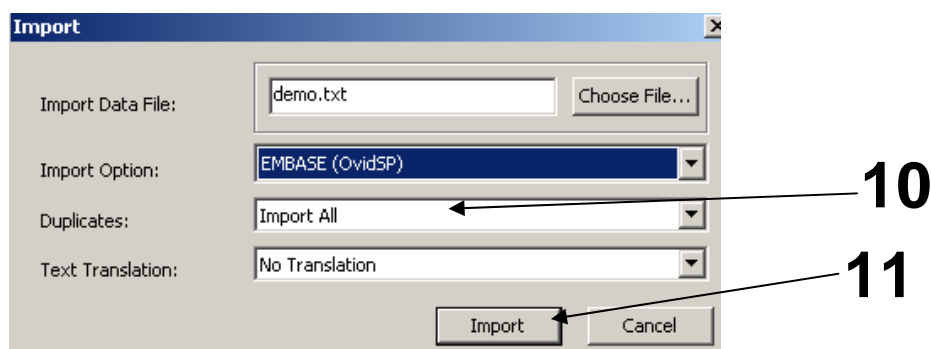 Import
Import Data File: demo.txt Choose File...
Import Option: EMBASE (OvidSP)
10
Duplicates: Import All
Text Translation: No Translation
11
Import Cancel